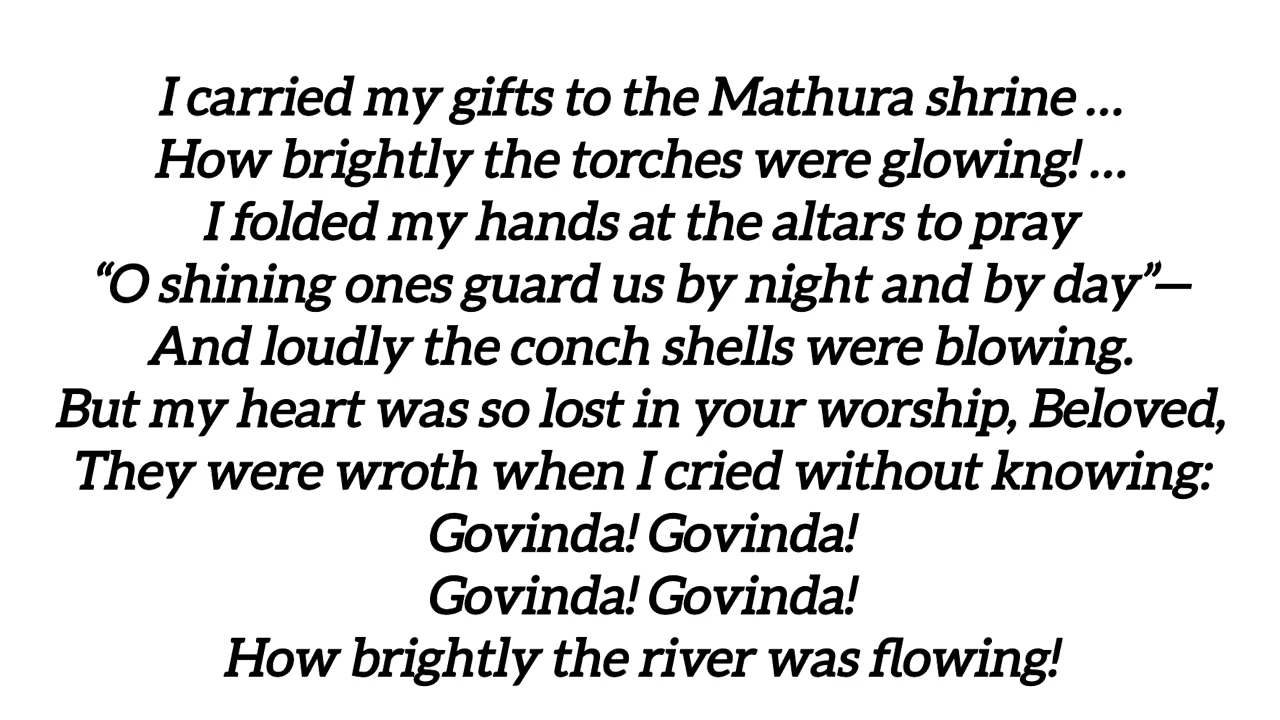 I carried my gifts to the Mathura shrine ...
How brightly the torches were glowing! ...
I folded my hands at the altars to pray
“O shining ones guard us by night and by day”—
And loudly the conch shells were blowing.
But my heart was so lost in your worship, Beloved,
They were wroth when I cried without knowing:
Govinda! Govinda!
Govinda! Govinda!
How brightly the river was flowing!